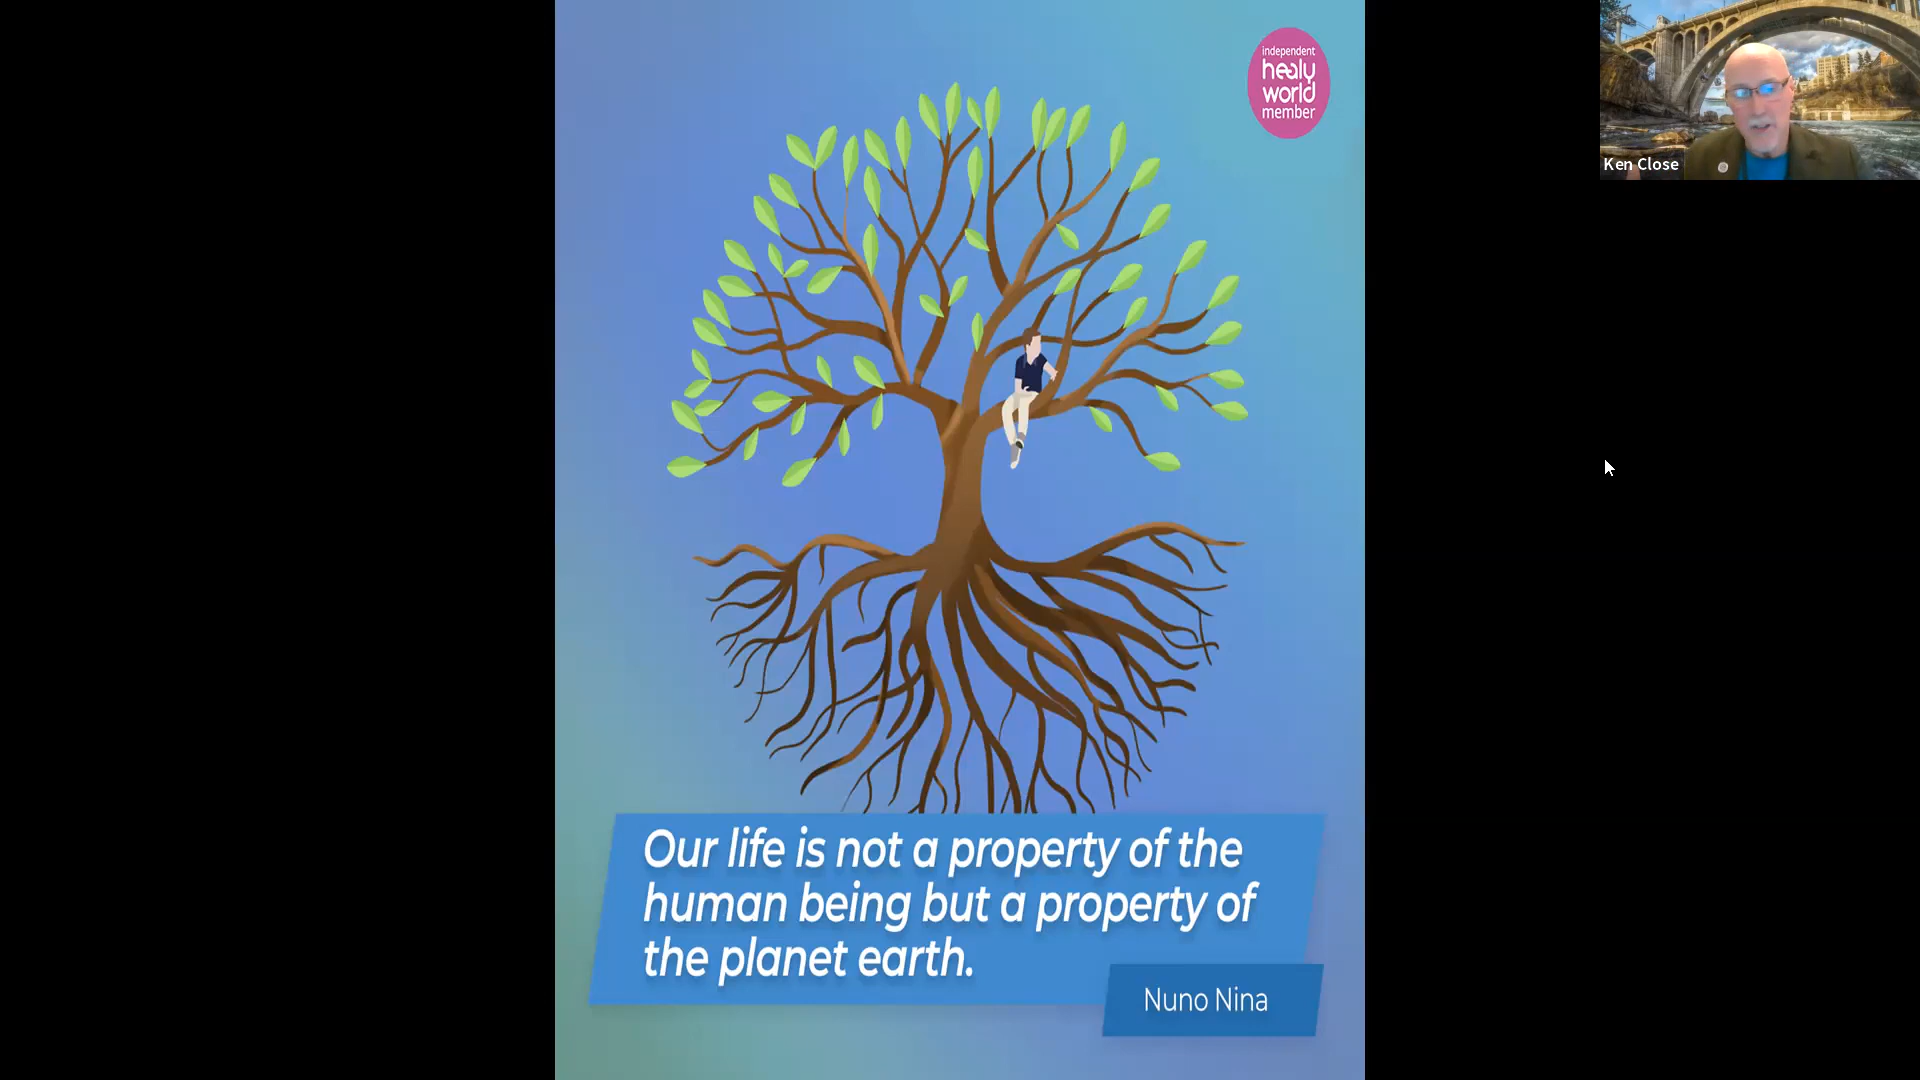 independent
healy
world
member
Ken Close
Our life is not a property of the
human being but a property of
the planet earth.
Nuno Nina